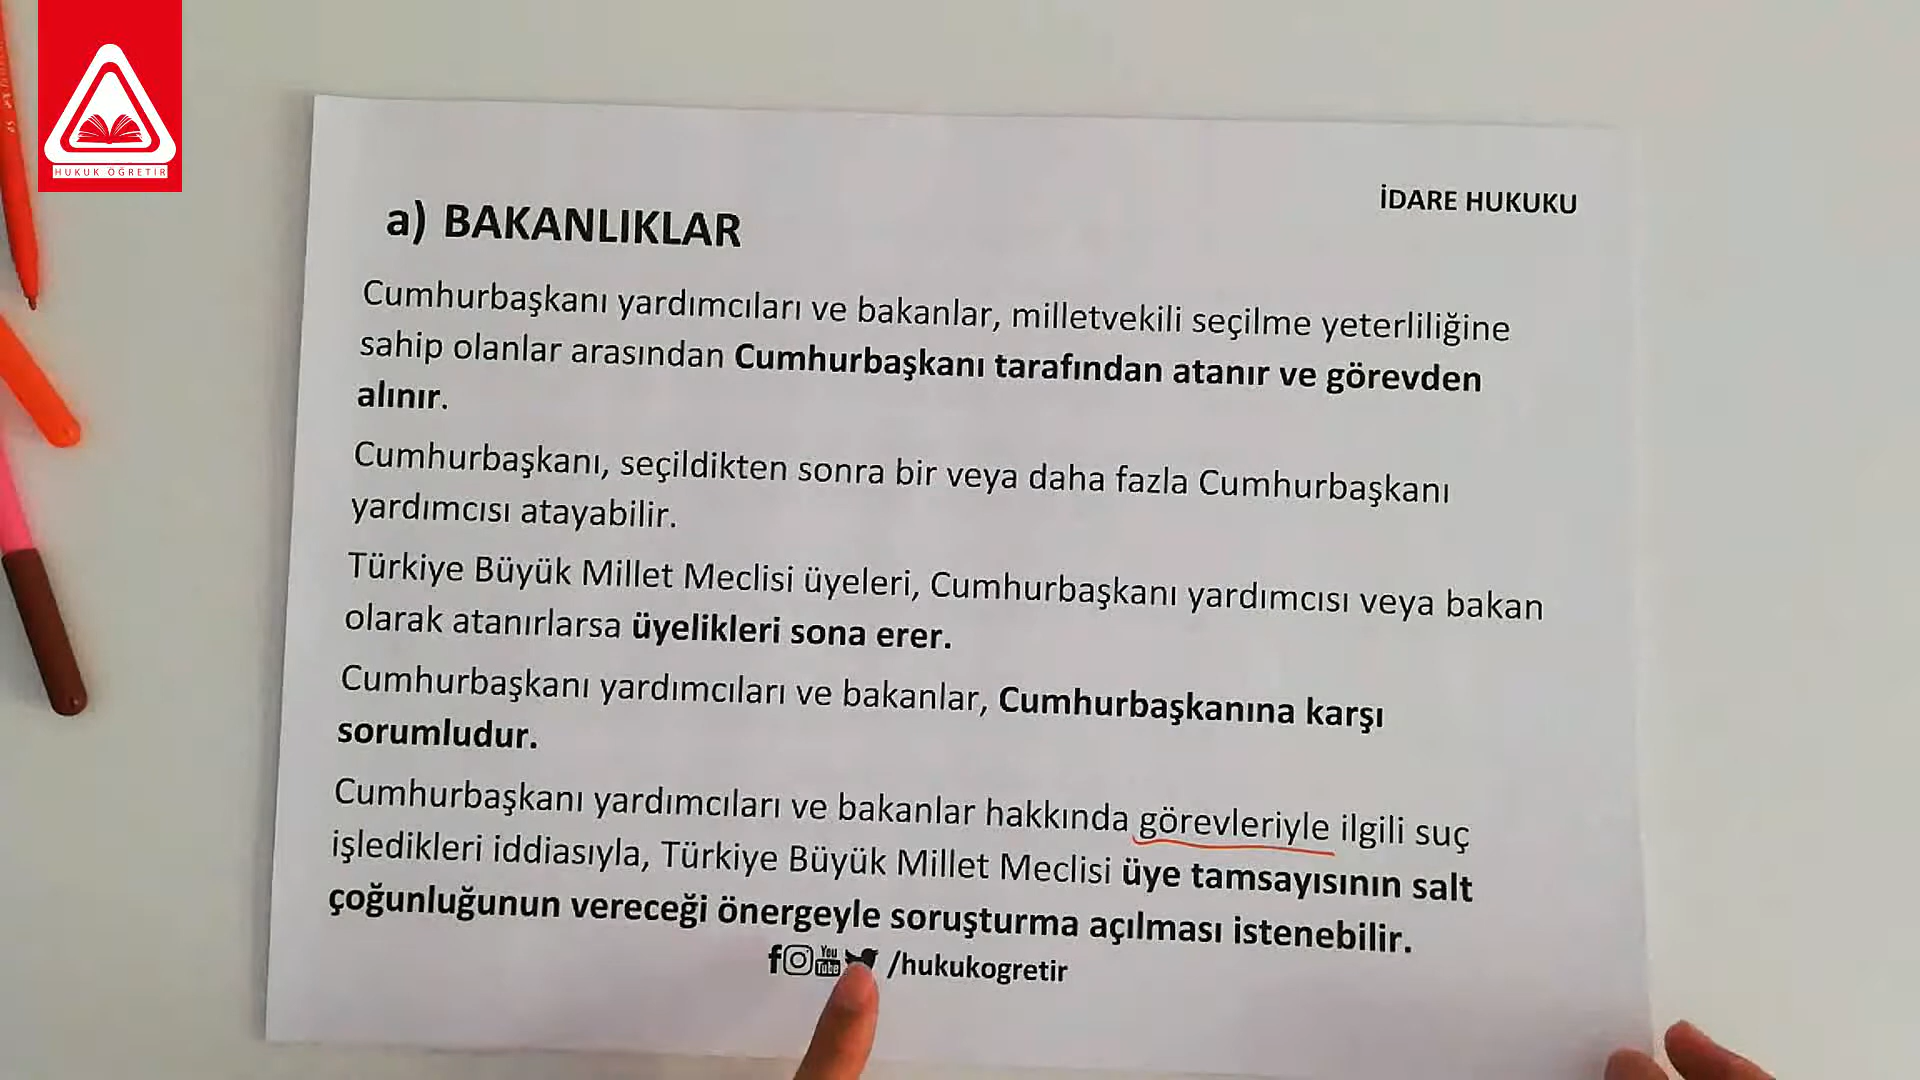 HUKUK ÖĞRETİR
İDARE HUKUKU
a) BAKANLIKLAR
Cumhurbaşkanı yardımcıları ve bakanlar, milletvekili seçilme yeterliliğine
sahip olanlar arasından Cumhurbaşkanı tarafından atanır ve görevden
alınır.
Cumhurbaşkanı, seçildikten sonra bir veya daha fazla Cumhurbaşkanı
yardımcısı atayabilir.
Türkiye Büyük Millet Meclisi üyeleri, Cumhurbaşkanı yardımcısı veya bakan
olarak atanırlarsa üyelikleri sona erer.
Cumhurbaşkanı yardımcıları ve bakanlar, Cumhurbaşkanına karşı
sorumludur.
Cumhurbaşkanı yardımcıları ve bakanlar hakkında görevleriyle ilgili suç
işledikleri iddiasıyla, Türkiye Büyük Millet Meclisi üye tamsayısının salt
çoğunluğunun vereceği önergeyle soruşturma açılması istenebilir.
f You Tube /hukukogretir